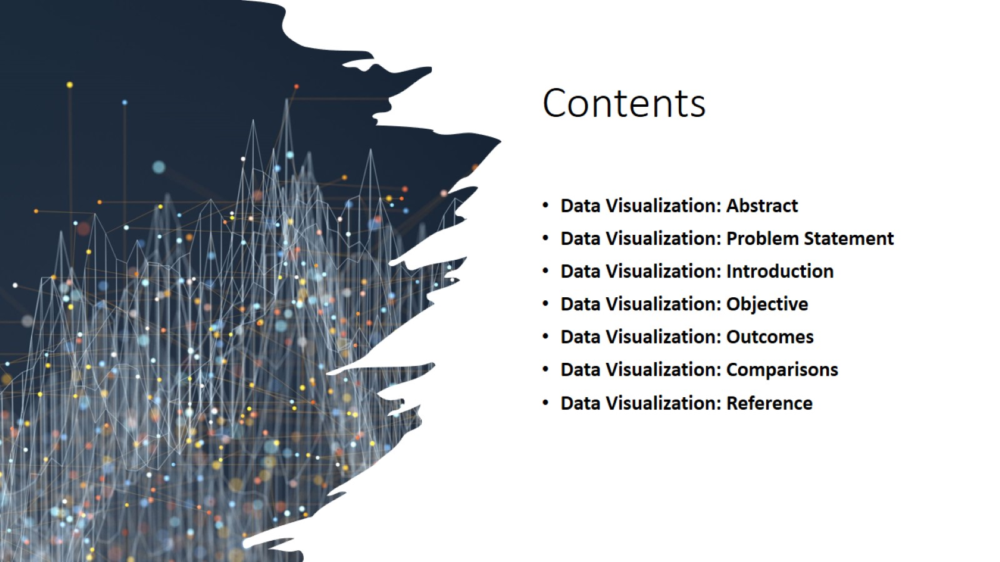 Contents
• Data Visualization: Abstract
• Data Visualization: Problem Statement
• Data Visualization: Introduction
• Data Visualization: Objective
• Data Visualization: Outcomes
• Data Visualization: Comparisons
• Data Visualization: Reference